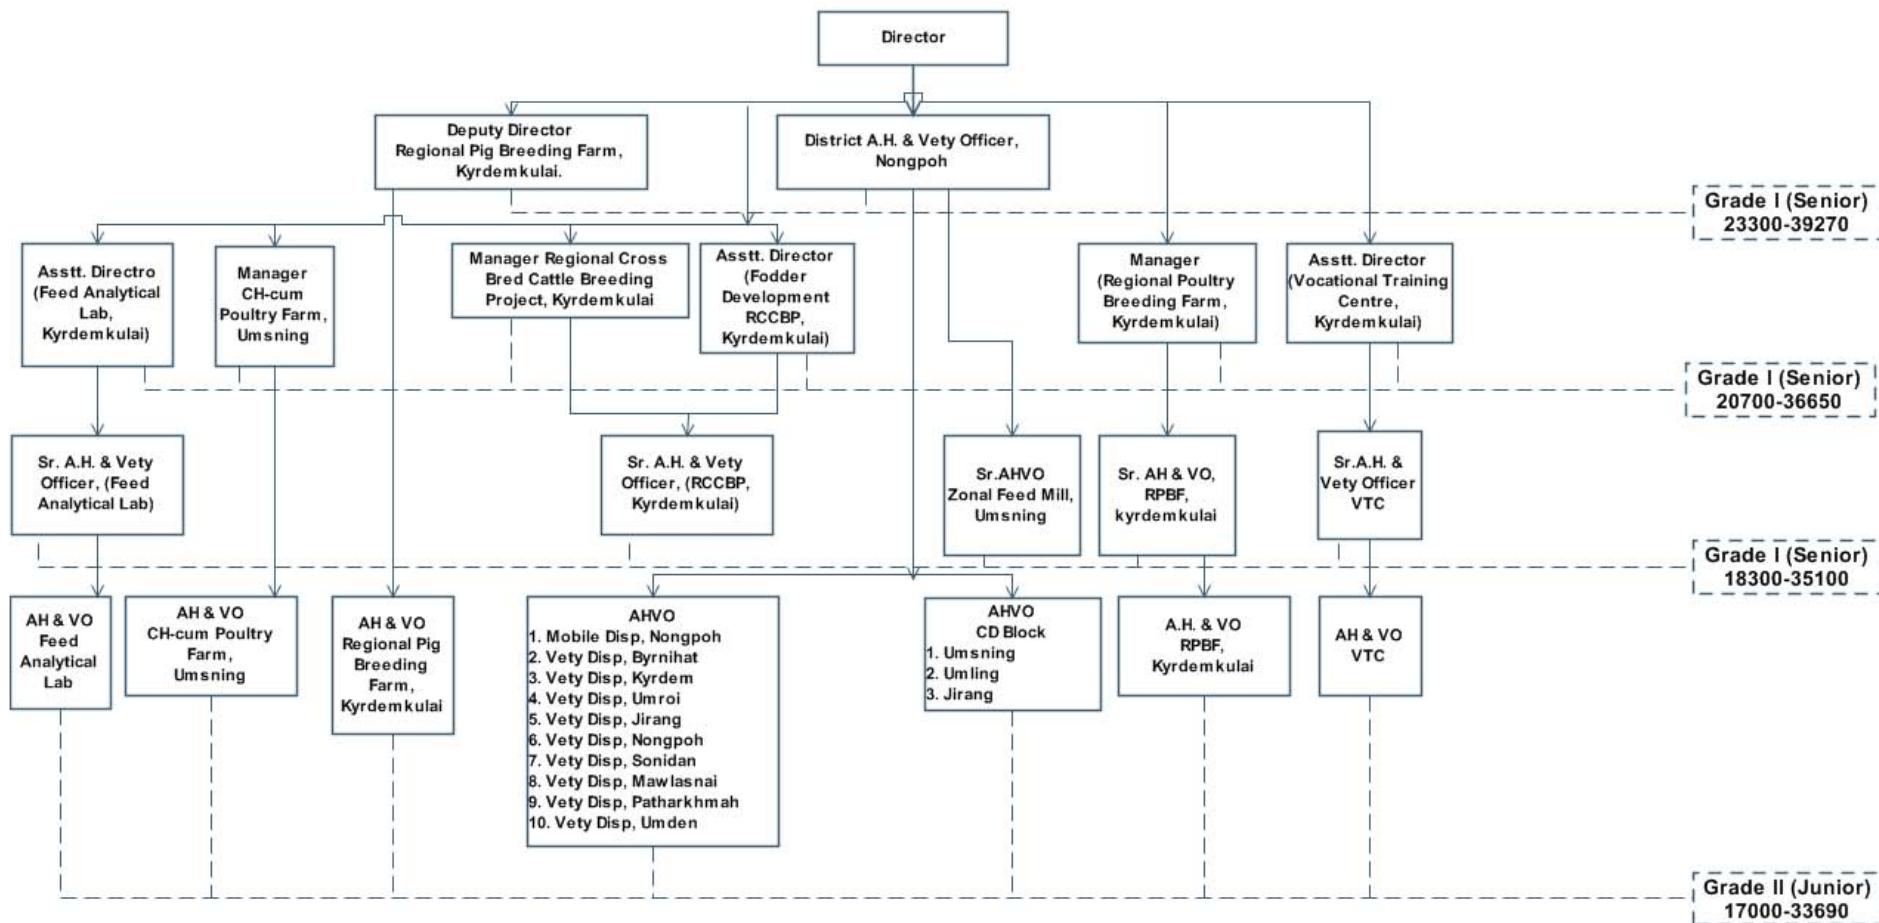 Director
Deputy Director
Regional Pig Breeding Farm,
Kyrdemkulai.
District A.H. & Vety Officer,
Nongpoh
Grade I (Senior)
23300-39270
Asstt. Directro
(Feed Analytical
Lab,
Kyrdemkulai)
Manager
CH-cum
Poultry Farm,
Umsning
Manager Regional Cross
Bred Cattle Breeding
Project, Kyrdemkulai
Asstt. Director
(Fodder
Development
RCCBP,
Kyrdemkulai)
Manager
(Regional Poultry
Breeding Farm,
Kyrdemkulai)
Asstt. Director
(Vocational Training
Centre,
Kyrdemkulai)
Grade I (Senior)
20700-36650
Sr. A.H. & Vety
Officer, (Feed
Analytical Lab)
Sr. A.H. & Vety
Officer, (RCCBP,
Kyrdemkulai)
Sr.AHVO
Zonal Feed Mill,
Umsning
Sr. AH & VO,
RPBF,
kyrdemkulai
Sr.A.H. &
Vety Officer
VTC
Grade I (Senior)
18300-35100
AH & VO
Feed
Analytical
Lab
AH & VO
CH-cum Poultry
Farm,
Umsning
AH & VO
Regional Pig
Breeding
Farm,
Kyrdemkulai
AHVO
1. Mobile Disp, Nongpoh
2. Vety Disp, Byrnihat
3. Vety Disp, Kyrdem
4. Vety Disp, Umroi
5. Vety Disp, Jirang
6. Vety Disp, Nongpoh
7. Vety Disp, Sonidan
8. Vety Disp, Mawlasnai
9. Vety Disp, Patharkhmah
10. Vety Disp, Umden
AHVO
CD Block
1. Umsning
2. Umling
3. Jirang
A.H. & VO
RPBF,
Kyrdemkulai
AH & VO
VTC
Grade II (Junior)
17000-33690